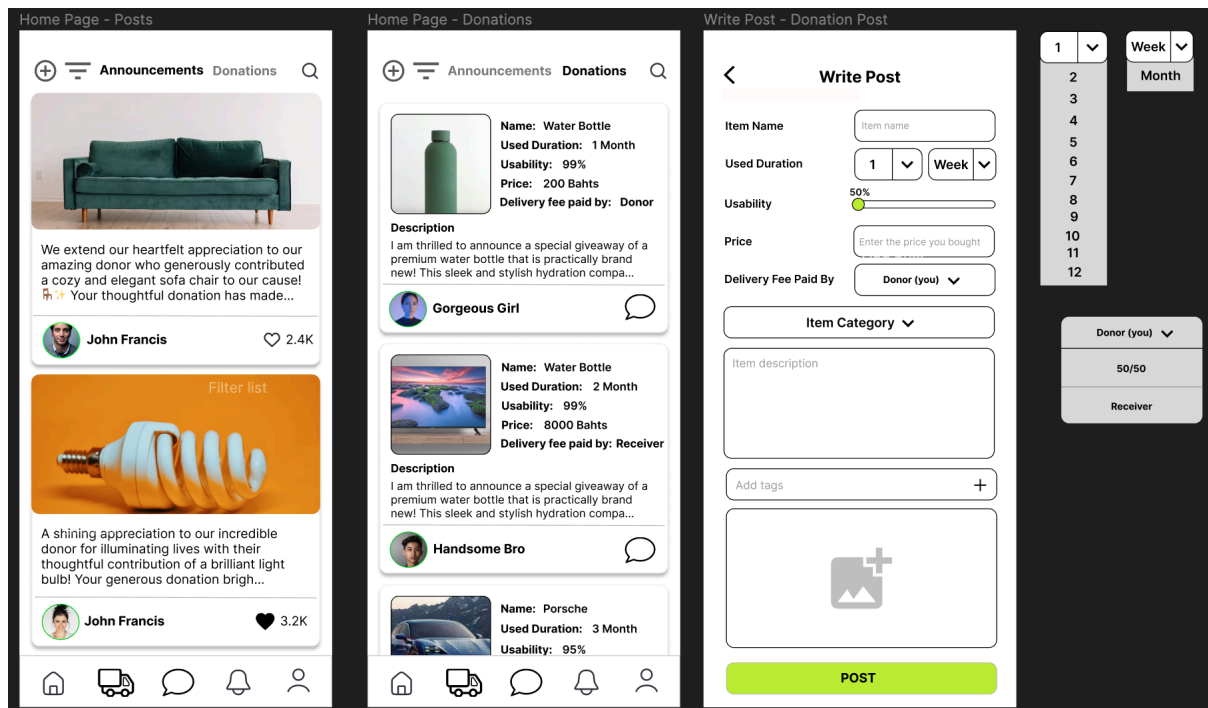 Home Page - Posts
Announcements Donations
We extend our heartfelt appreciation to our
amazing donor who generously contributed
a cozy and elegant sofa chair to our cause!
🪑✨ Your thoughtful donation has made...
John Francis
2.4K
Filter list
A shining appreciation to our incredible
donor for illuminating lives with their
thoughtful contribution of a brilliant light
bulb! Your generous donation brigh...
John Francis
3.2K
Home Page - Donations
Announcements Donations
Name: Water Bottle
Used Duration: 1 Month
Usability: 99%
Price: 200 Bahts
Delivery fee paid by: Donor
Description
I am thrilled to announce a special giveaway of a
premium water bottle that is practically brand
new! This sleek and stylish hydration compa...
Gorgeous Girl
Name: Water Bottle
Used Duration: 2 Month
Usability: 99%
Price: 8000 Bahts
Delivery fee paid by: Receiver
Description
I am thrilled to announce a special giveaway of a
premium water bottle that is practically brand
new! This sleek and stylish hydration compa...
Handsome Bro
Name: Porsche
Used Duration: 3 Month
Usability: 95%
Write Post - Donation Post
Write Post
Item Name
Item name
Used Duration
1
Week
50%
Usability
Price
Enter the price you bought
Delivery Fee Paid By
Donor (you)
Item Category
Item description
Add tags
POST
1
2
3
4
5
6
7
8
9
10
11
12
Week
Month
Donor (you)
50/50
Receiver